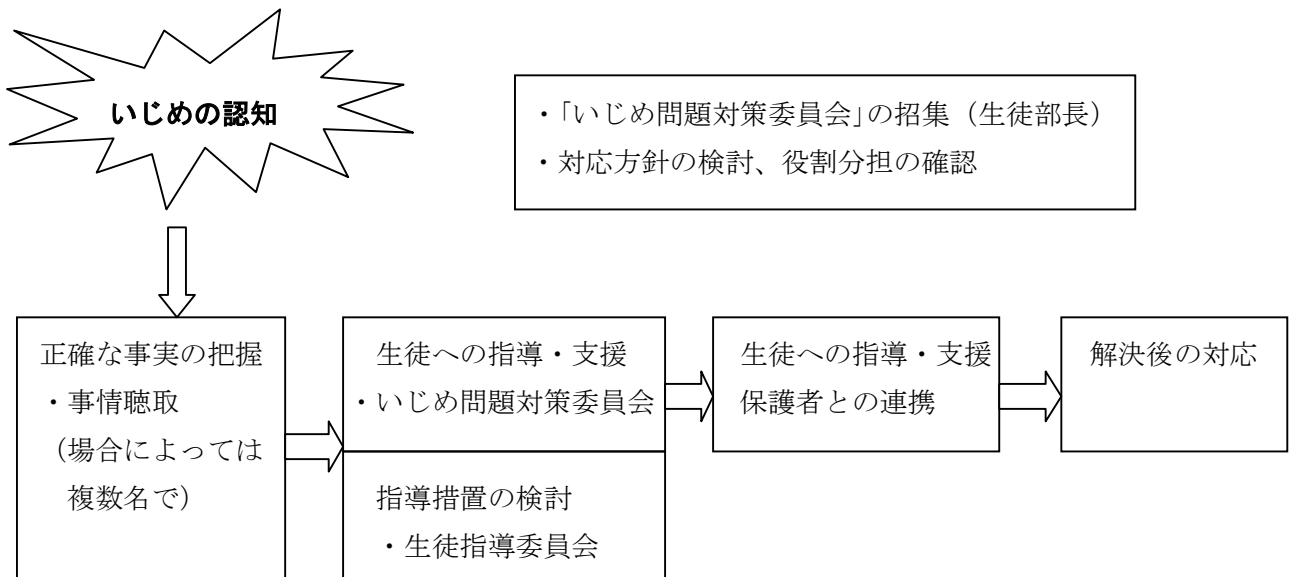 いじめの認知
・「いじめ問題対策委員会」の招集（生徒部長）
・対応方針の検討、役割分担の確認
正確な事実の把握
・事情聴取
（場合によっては
複数名で）
生徒への指導・支援
・いじめ問題対策委員会
指導措置の検討
・生徒指導委員会
生徒への指導・支援
保護者との連携
解決後の対応